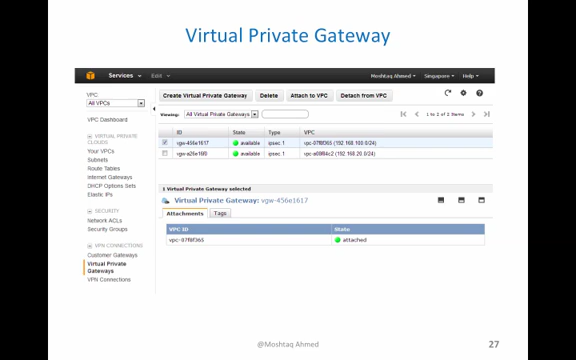 Virtual Private Gateway
Services Edit Moshtaq Ahmed Singapore Help
VPC:
All VPCs
Create Virtual Private Gateway Delete Attach to VPC Detach from VPC
Viewing: All Virtual Private Gateways 1 to 2 of 2 Items
VPC Dashboard
VIRTUAL PRIVATE CLOUDS
Your VPCs
Subnets
Route Tables
Internet Gateways
DHCP Options Sets
Elastic IPs
SECURITY
Network ACLs
Security Groups
VPN CONNECTIONS
Customer Gateways
Virtual Private
Gateways
VPN Connections
ID State Type VPC
vgw-456e1617 available ipsec.1 vpc-07f8f365 (192.168.100.0/24)
available ipsec.1 (192.168.20.0/24)
1 Virtual Private Gateway selected
Virtual Private Gateway: vgw-456e1617
Attachments Tags
VPC ID State
vpc-07f8f365 attached
@Moshtaq Ahmed
27